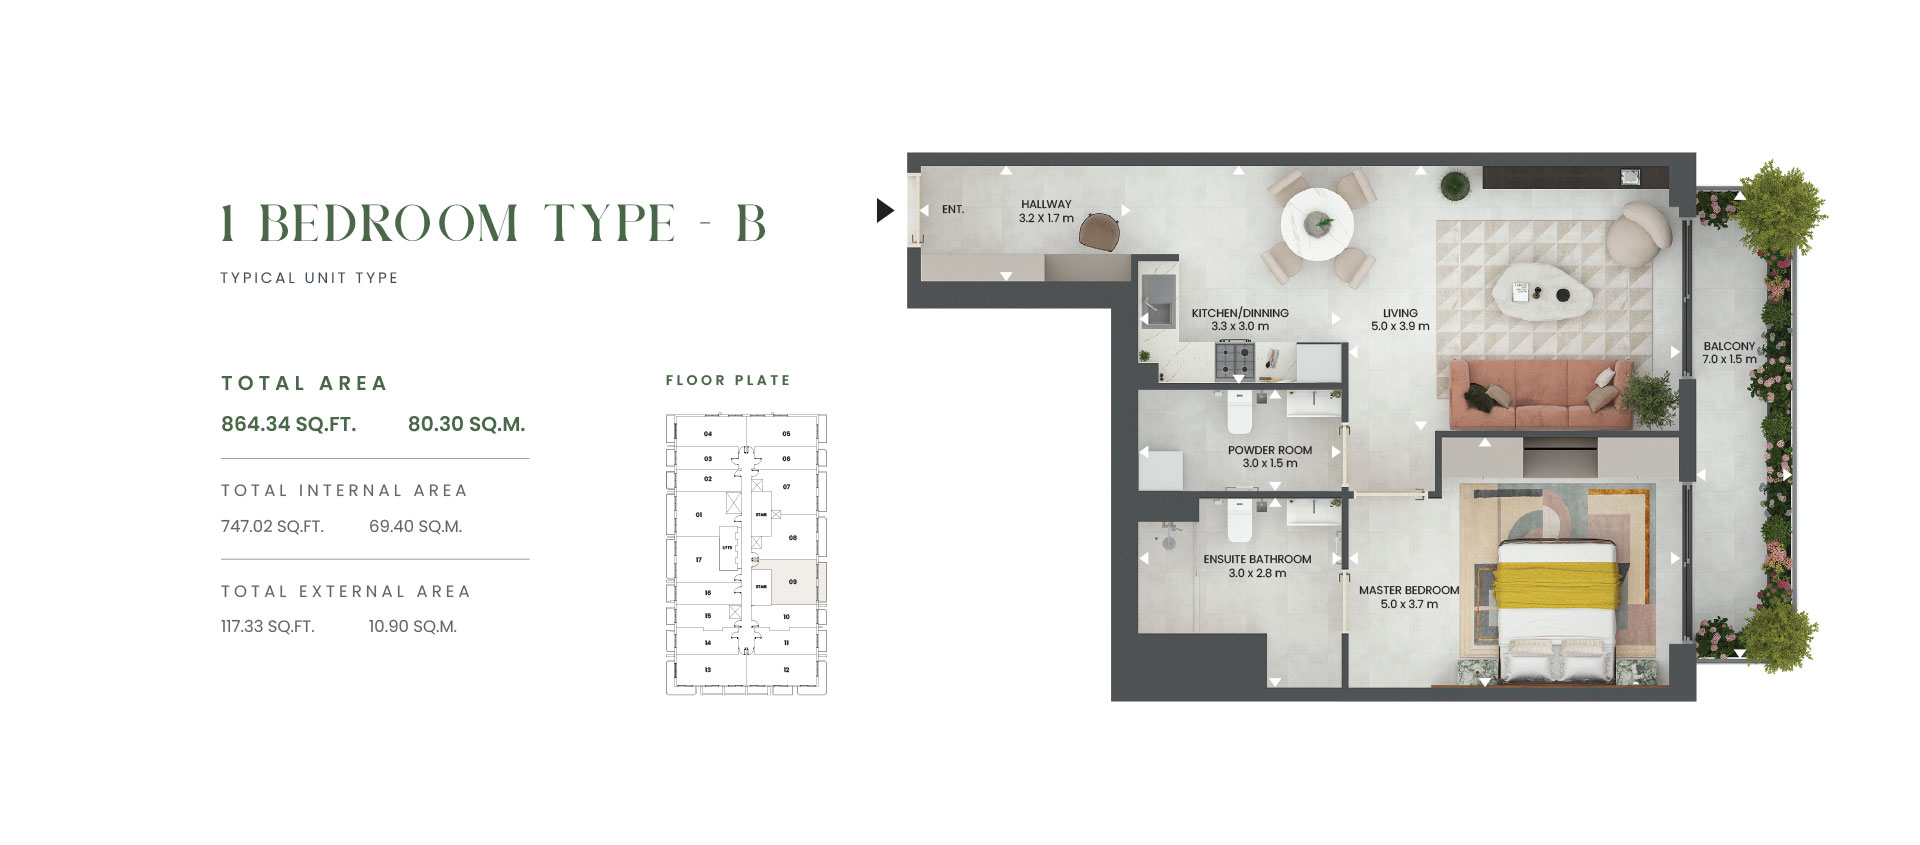 1 BEDROOM TYPE - B
TYPICAL UNIT TYPE
TOTAL AREA
864.34 SQ.FT. 80.30 SQ.M.
TOTAL INTERNAL AREA
747.02 SQ.FT. 69.40 SQ.M.
TOTAL EXTERNAL AREA
117.33 SQ.FT. 10.90 SQ.M.
FLOOR PLATE
04 05
03 06
02
07
01
STAIR
08
LIFTS
17
09
STAIR
16
15 10
14 11
13 12
ENT.
HALLWAY
3.2 X 1.7 m
KITCHEN/DINNING
3.3 x 3.0 m
LIVING
5.0 x 3.9 m
BALCONY
7.0 x 1.5 m
POWDER ROOM
3.0 x 1.5 m
ENSUITE BATHROOM
3.0 x 2.8 m
MASTER BEDROOM
5.0 x 3.7 m